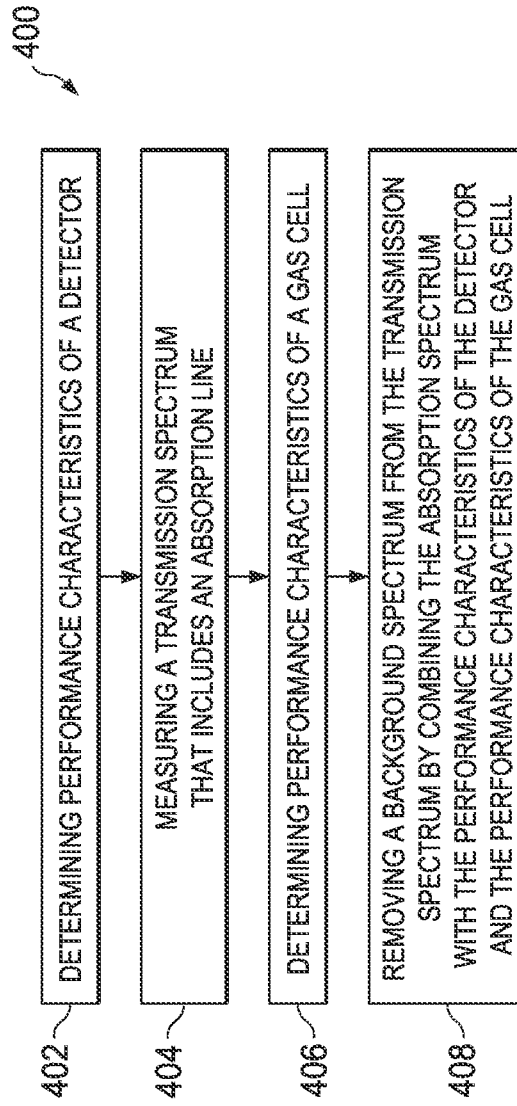 400
402
DETERMINING PERFORMANCE CHARACTERISTICS OF A DETECTOR
404
MEASURING A TRANSMISSION SPECTRUM
THAT INCLUDES AN ABSORPTION LINE
406
DETERMINING PERFORMANCE CHARACTERISTICS OF A GAS CELL
408
REMOVING A BACKGROUND SPECTRUM FROM THE TRANSMISSION
SPECTRUM BY COMBINING THE ABSORPTION SPECTRUM
WITH THE PERFORMANCE CHARACTERISTICS OF THE DETECTOR
AND THE PERFORMANCE CHARACTERISTICS OF THE GAS CELL